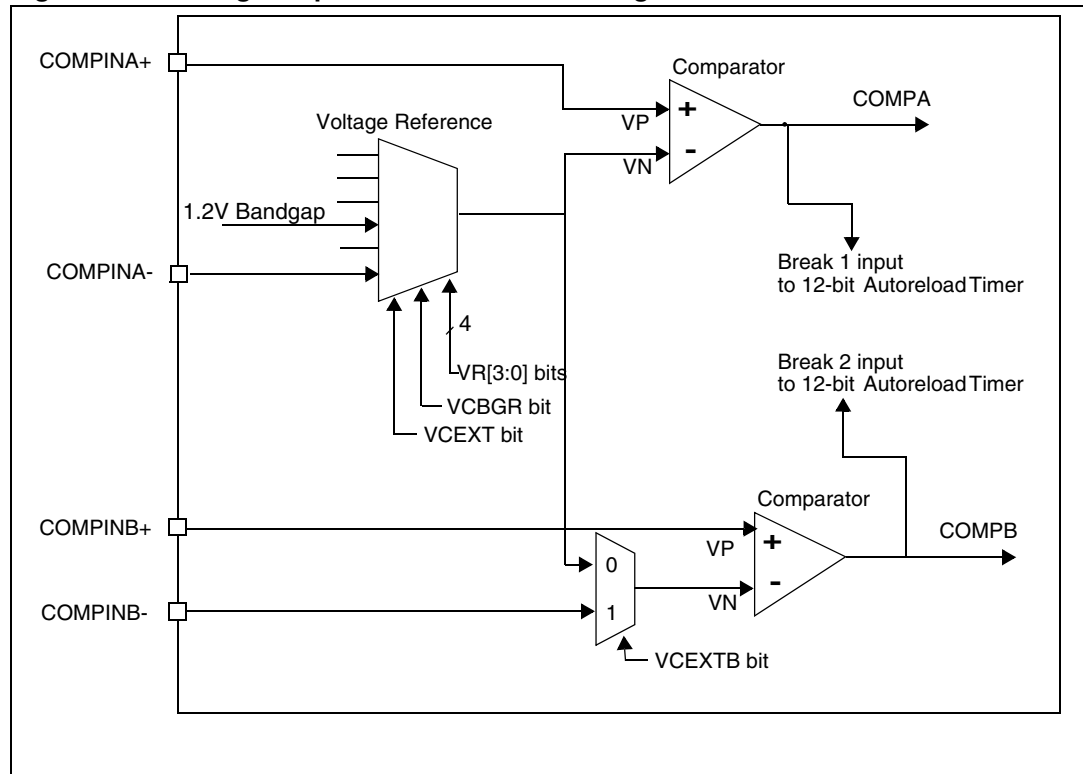 COMPINA+
Comparator
COMPA
Voltage Reference
VP
+
-
VN
1.2V Bandgap
COMPINA-
Break 1 input
to 12-bit Autoreload Timer
4
VR[3:0] bits
VCBGR bit
VCEXT bit
Break 2 input
to 12-bit Autoreload Timer
Comparator
COMPINB+
COMPB
VP
+
0
-
VN
COMPINB-
1
VCEXTB bit